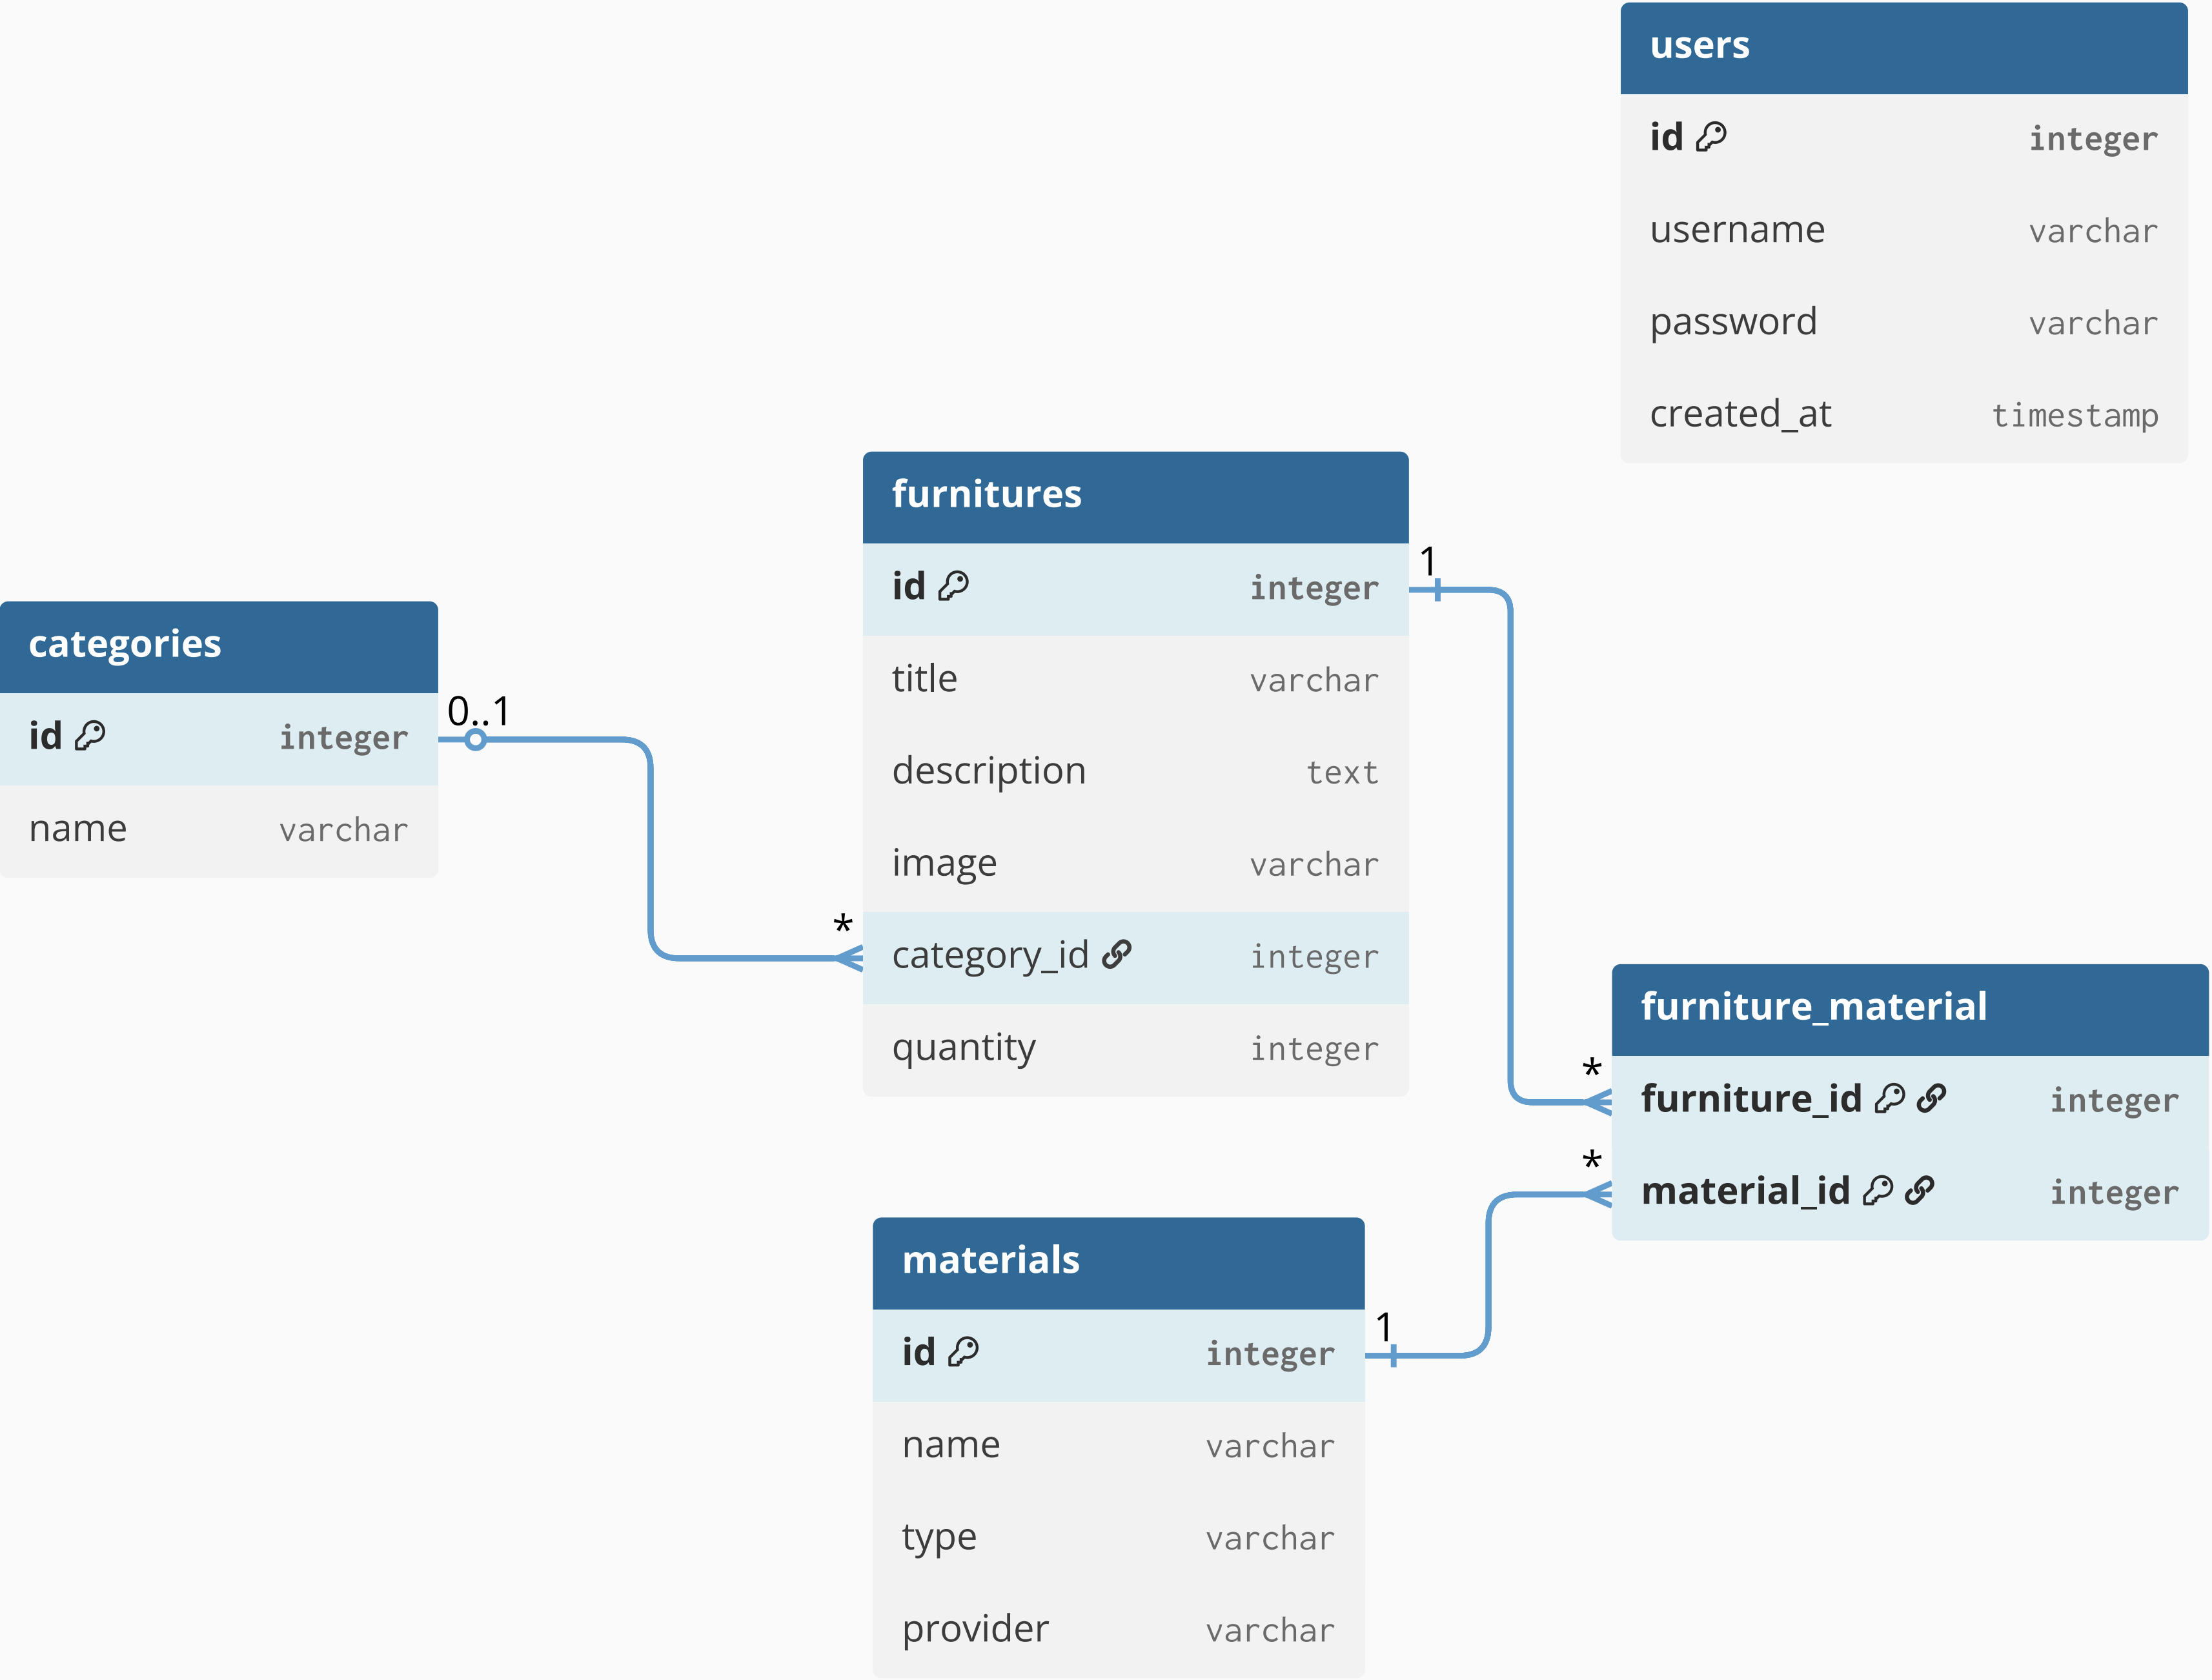 users
id integer
username varchar
password varchar
created_at timestamp
furnitures
id integer
title varchar
description text
image varchar
category_id integer
quantity integer
1
*
categories
id integer
name varchar
0..1
*
furniture_material
furniture_id integer
material_id integer
*
materials
id integer
name varchar
type varchar
provider varchar
1